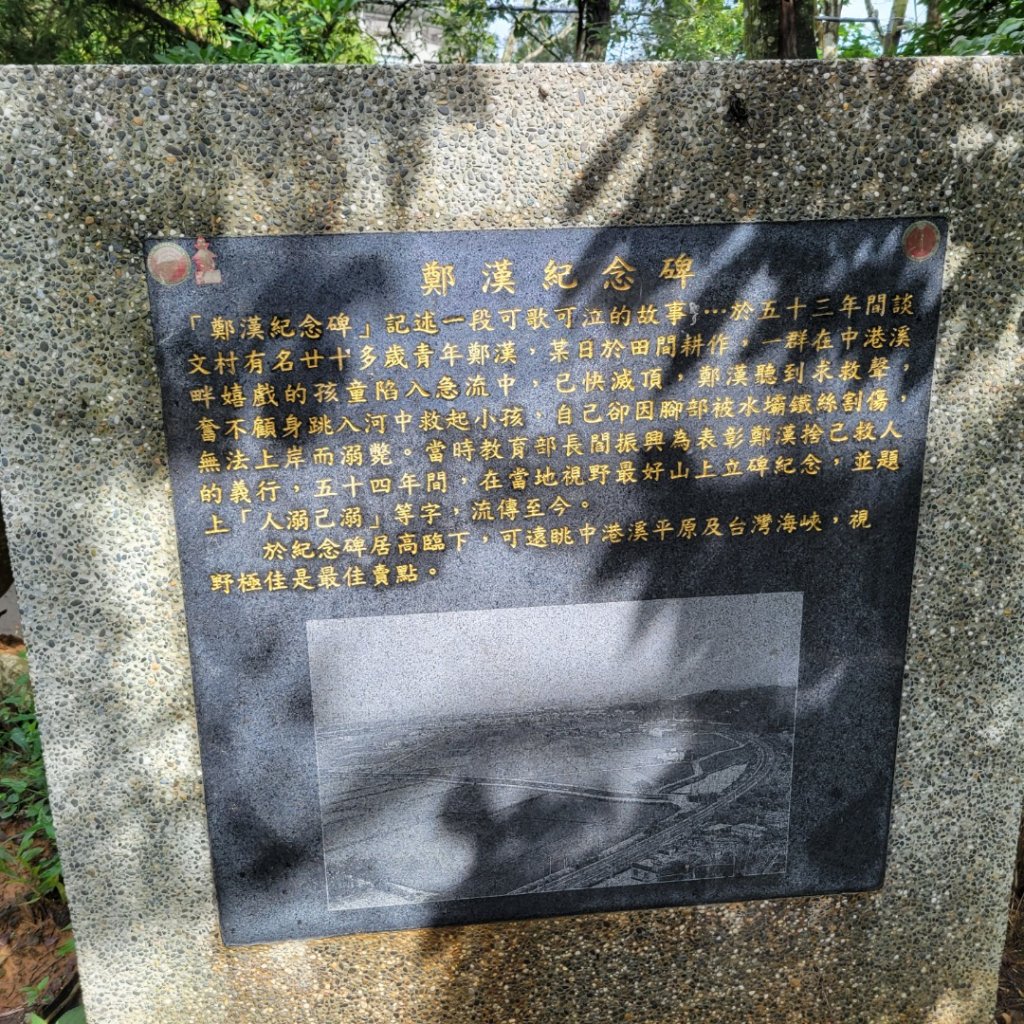 鄭漢紀念碑
「鄭漢紀念碑」記述一段可歌可泣的故事,…於五十三年間談
文村有名廿十多歲青年鄭漢，某日於田間耕作，一群在中港溪
畔嬉戲的孩童陷入急流中，已快滅頂，鄭漢聽到求救聲，
奮不顧身跳入河中救起小孩，自己卻因腳部被水壩鐵絲割傷，
無法上岸而溺斃。當時教育部長閻振興為表彰鄭漢捨己救人
的義行，五十四年間，在當地視野最好山上立碑紀念，並題
上「人溺己溺」等字，流傳至今。
於紀念碑居高臨下，可遠眺中港溪平原及台灣海峽，視
野極佳是最佳賣點。